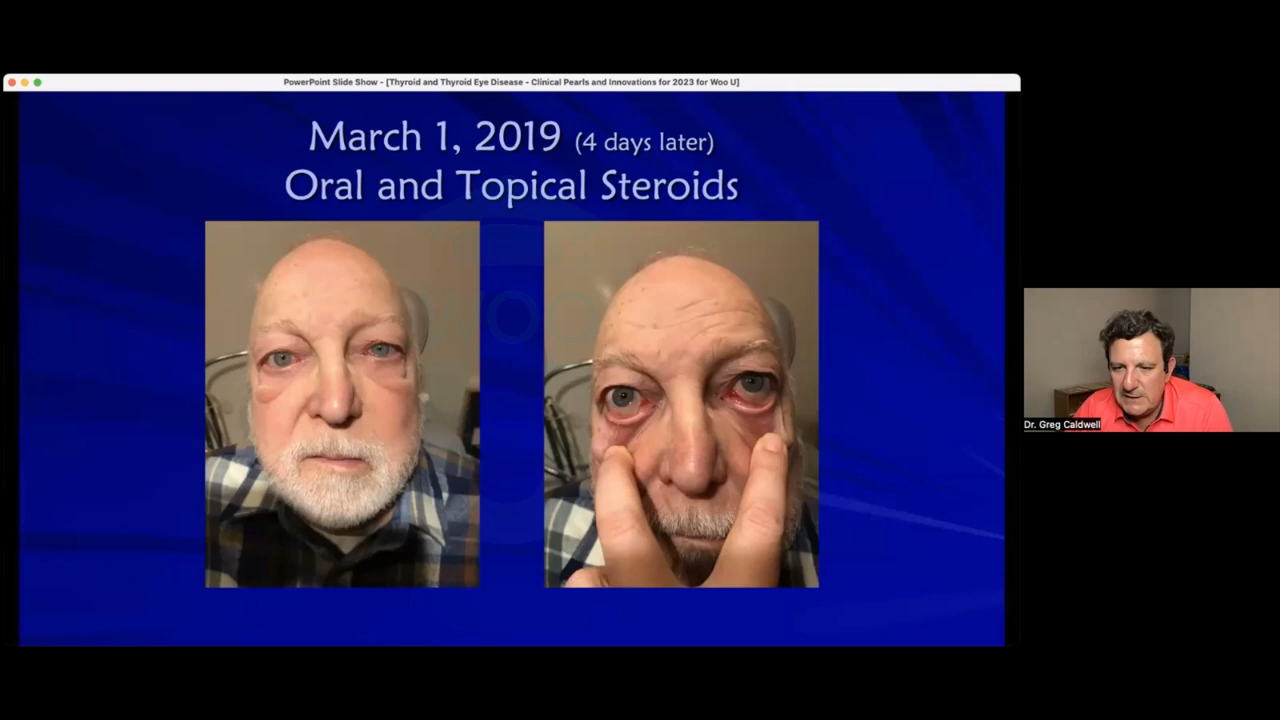 PowerPoint Slide Show - [Thyroid and Thyroid Eye Disease - Clinical Pearls and Innovations for 2023 for Woo U]
March 1, 2019 (4 days later)
Oral and Topical Steroids
Dr. Greg Caldwell